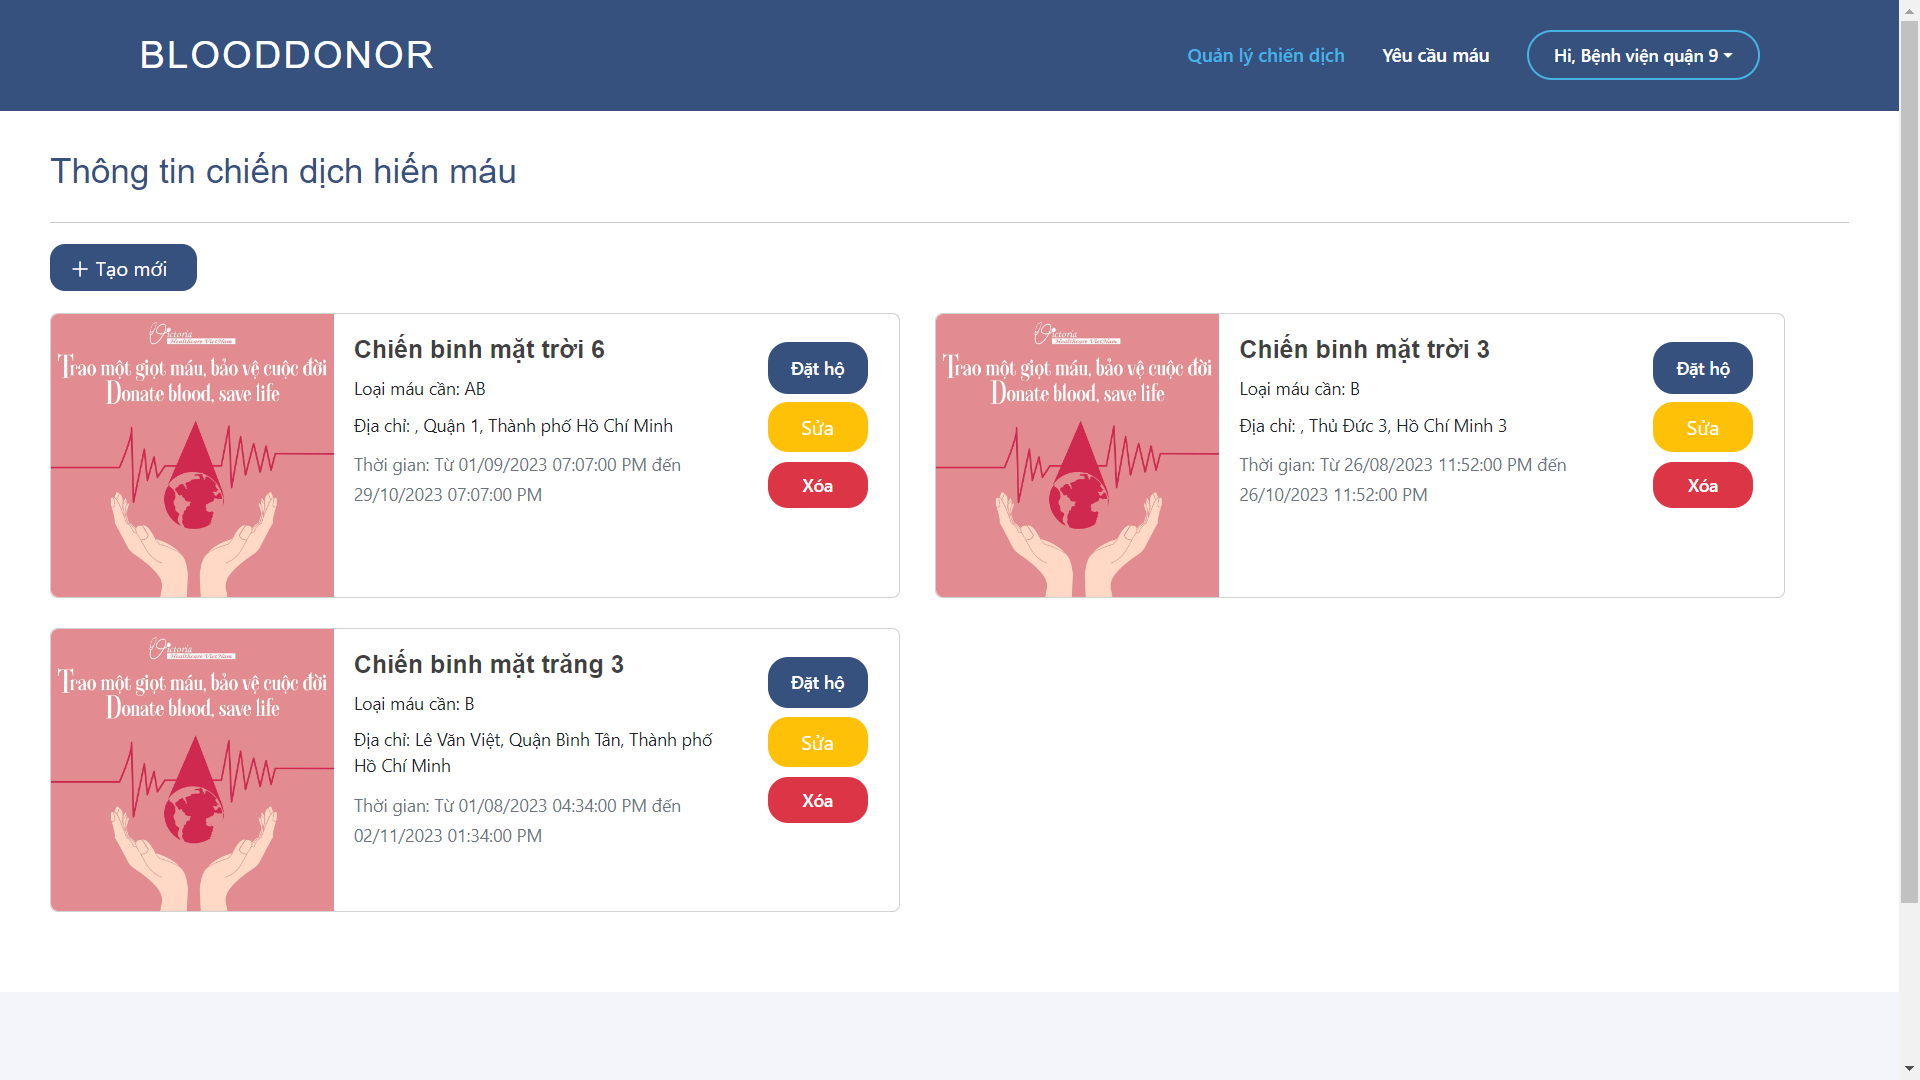 BLOODDONOR
Quản lý chiến dịch
Yêu cầu máu
Hi, Bệnh viện quận 9
Thông tin chiến dịch hiến máu
+ Tạo mới
Victoria
Healthcare VietNam
Trao một giọt máu, bảo vệ cuộc đời
Donate blood, save life
Chiến binh mặt trời 6
Loại máu cần: AB
Địa chỉ: , Quận 1, Thành phố Hồ Chí Minh
Thời gian: Từ 01/09/2023 07:07:00 PM đến
29/10/2023 07:07:00 PM
Đặt hộ
Sửa
Xóa
Victoria
Healthcare VietNam
Trao một giọt máu, bảo vệ cuộc đời
Donate blood, save life
Chiến binh mặt trời 3
Loại máu cần: B
Địa chỉ: , Thủ Đức 3, Hồ Chí Minh 3
Thời gian: Từ 26/08/2023 11:52:00 PM đến
26/10/2023 11:52:00 PM
Đặt hộ
Sửa
Xóa
Victoria
Healthcare VietNam
Trao một giọt máu, bảo vệ cuộc đời
Donate blood, save life
Chiến binh mặt trăng 3
Loại máu cần: B
Địa chỉ: Lê Văn Việt, Quận Bình Tân, Thành phố
Hồ Chí Minh
Thời gian: Từ 01/08/2023 04:34:00 PM đến
02/11/2023 01:34:00 PM
Đặt hộ
Sửa
Xóa